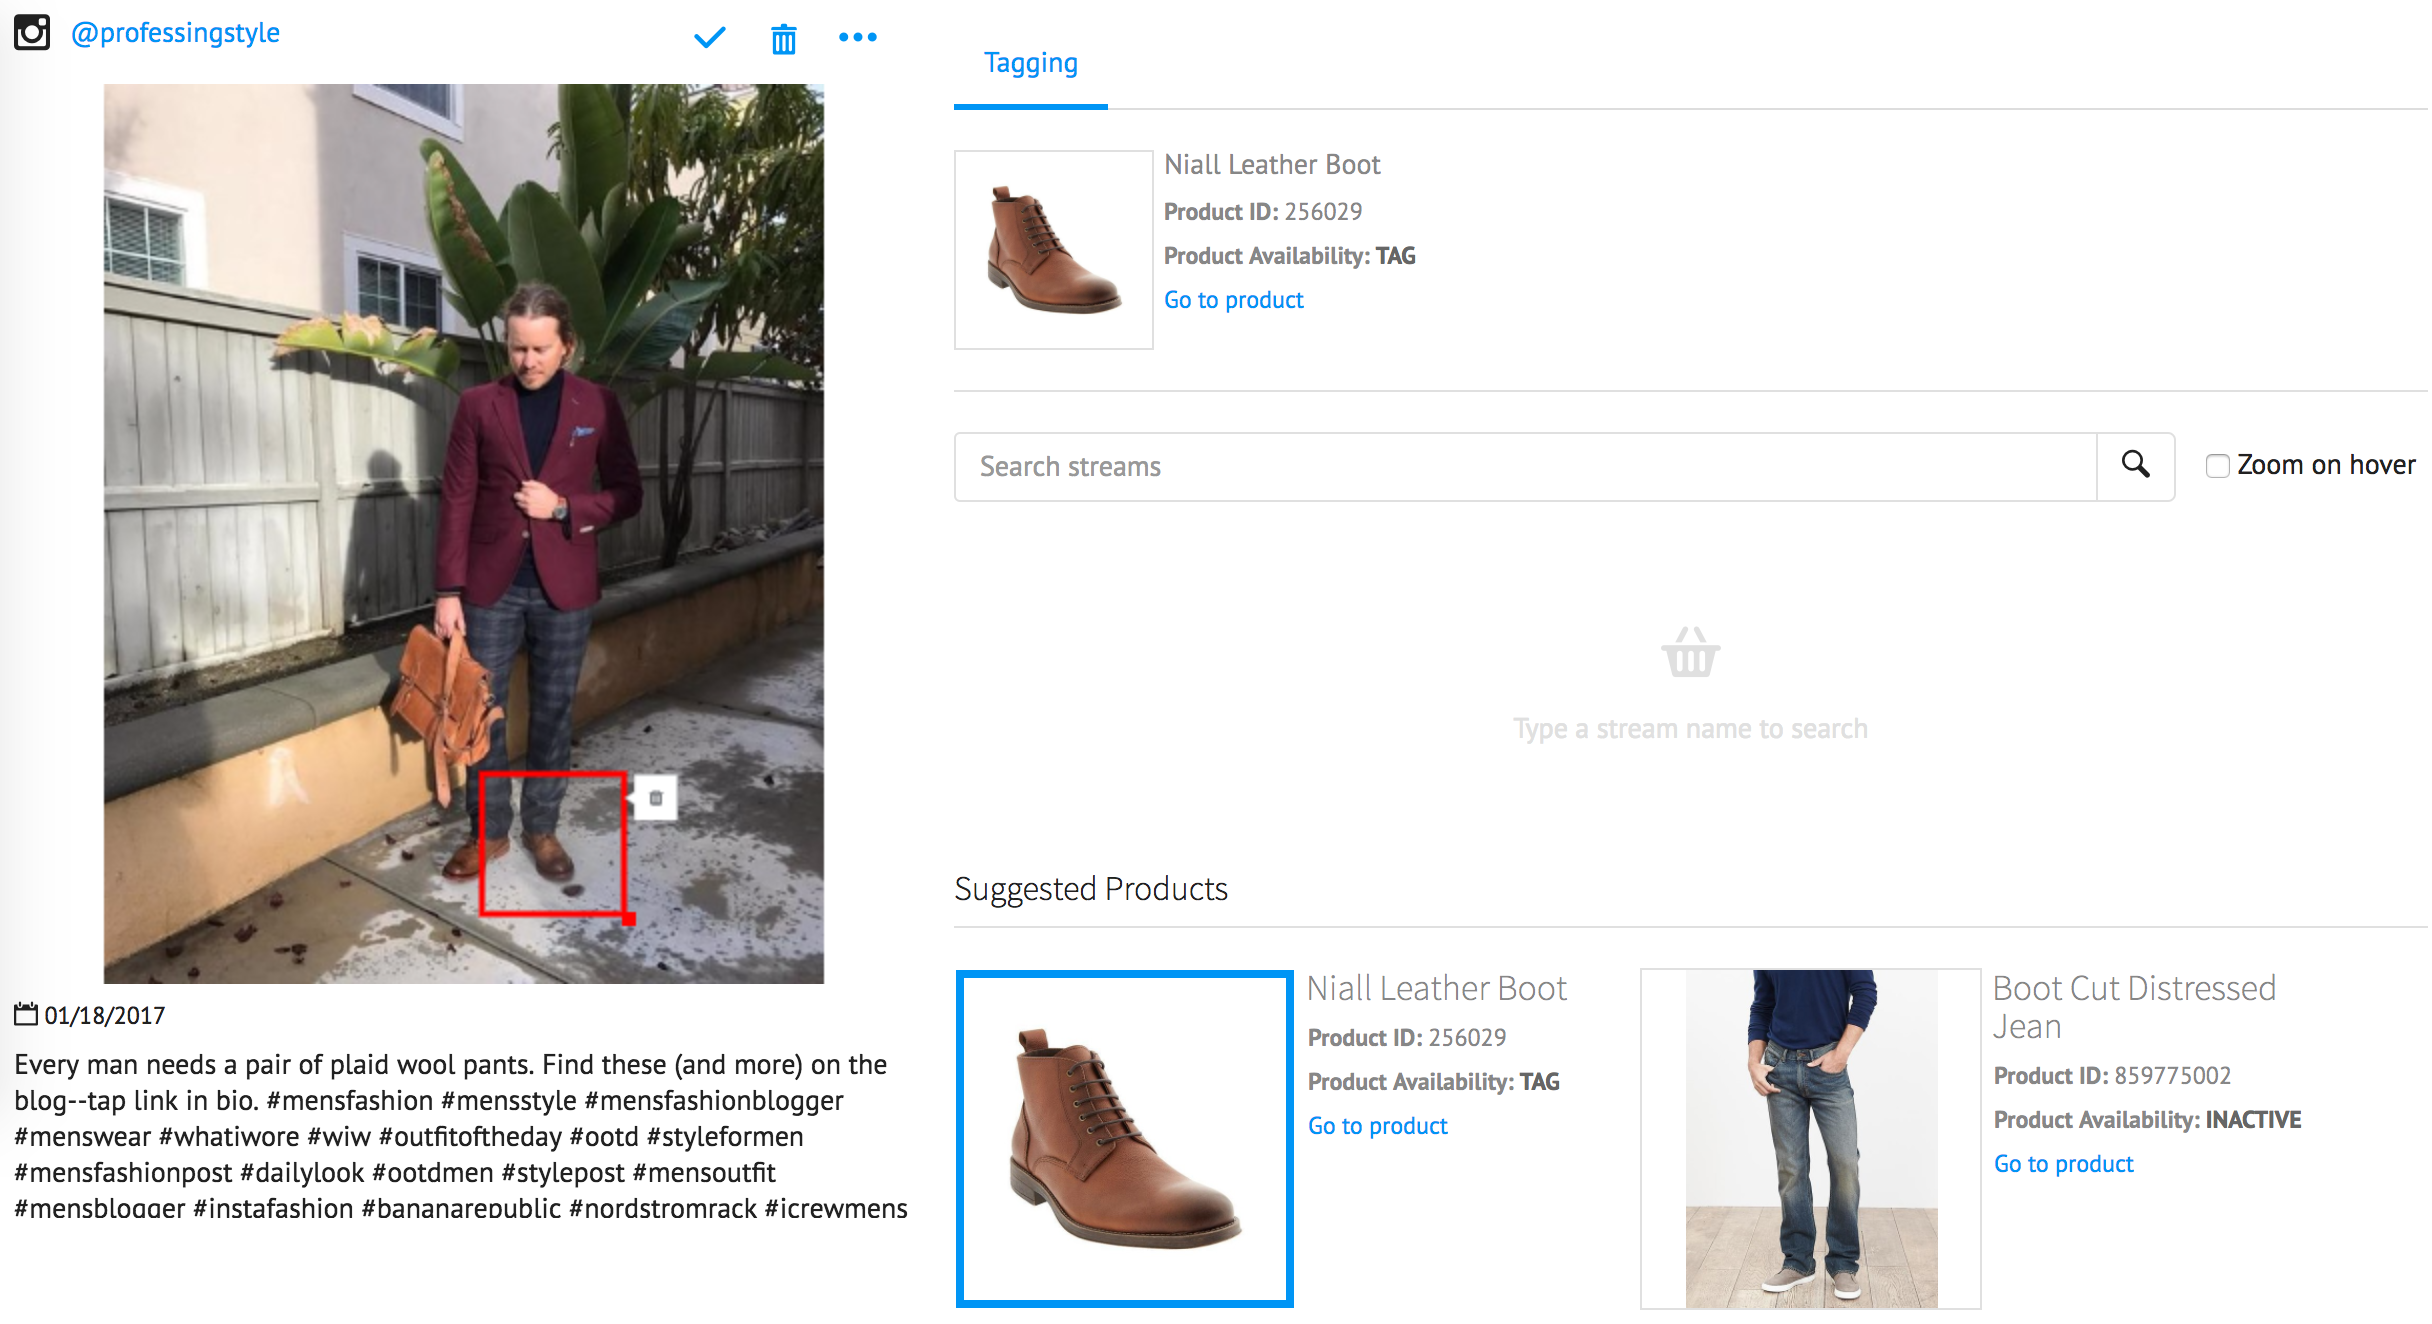 @professingstyle
Tagging
Niall Leather Boot
Product ID: 256029
Product Availability: TAG
Go to product
Search streams
Zoom on hover
Type a stream name to search
01/18/2017
Every man needs a pair of plaid wool pants. Find these (and more) on the
blog--tap link in bio. #mensfashion #mensstyle #mensfashionblogger
#menswear #whatiwore #wiw #outfitoftheday #ootd #styleformen
#mensfashionpost #dailylook #ootdmen #stylepost #mensoutfit
#mensblogger #instafashion #bananarepublic #nordstromrack #jcrewmens
Suggested Products
Niall Leather Boot
Product ID: 256029
Product Availability: TAG
Go to product
Boot Cut Distressed
Jean
Product ID: 859775002
Product Availability: INACTIVE
Go to product